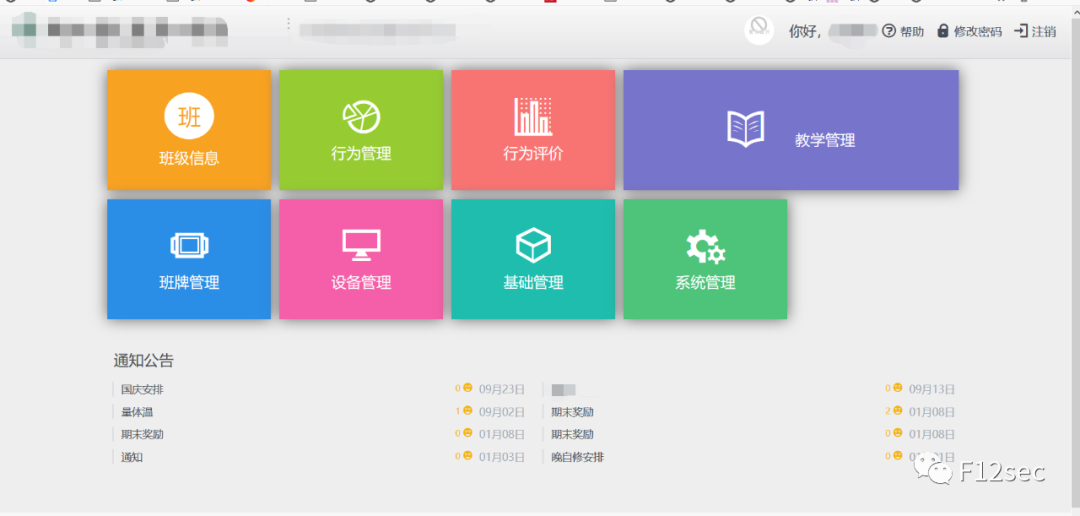 你好, 帮助 修改密码 注销
班
班级信息 行为管理 行为评价 教学管理
班牌管理 设备管理 基础管理 系统管理
通知公告
国庆安排 0 09月23日 0 09月13日
量体温 1 09月02日 期末奖励 2 01月08日
期末奖励 0 01月08日 期末奖励 0 01月08日
通知 0 01月03日 晚自修安排 0
F12sec